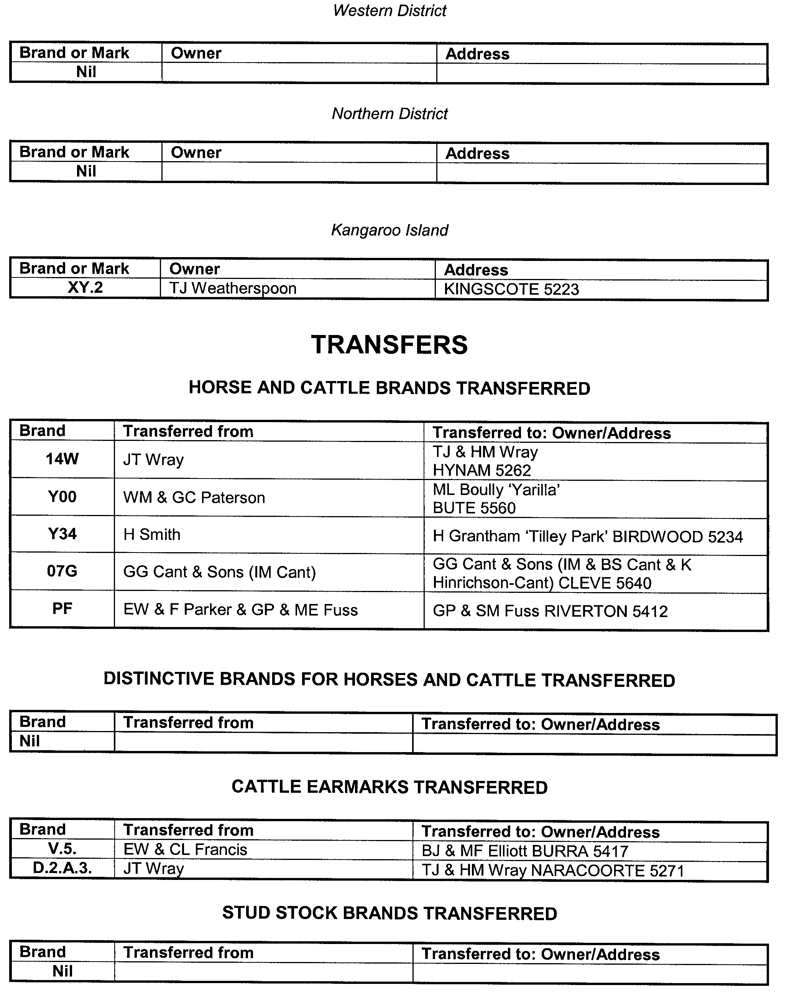 Western District
Brand or Mark Owner Address
Nil
Northern District
Brand or Mark Owner Address
Nil
Kangaroo Island
Brand or Mark Owner Address
XY.2 TJ Weatherspoon KINGSCOTE 5223
TRANSFERS
HORSE AND CATTLE BRANDS TRANSFERRED
Brand Transferred from Transferred to: Owner/Address
14W JT Wray TJ & HM Wray
HYNAM 5262
Y00 WM & GC Paterson ML Boully ‘Yarilla’
BUTE 5560
Y34 H Smith H Grantham ‘Tilley Park’ BIRDWOOD 5234
07G GG Cant & Sons (IM Cant) GG Cant & Sons (IM & BS Cant & K
Hinrichson-Cant) CLEVE 5640
PF EW & F Parker & GP & ME Fuss GP & SM Fuss RIVERTON 5412
DISTINCTIVE BRANDS FOR HORSES AND CATTLE TRANSFERRED
Brand Transferred from Transferred to: Owner/Address
Nil
CATTLE EARMARKS TRANSFERRED
Brand Transferred from Transferred to: Owner/Address
V.5. EW & CL Francis BJ & MF Elliott BURRA 5417
D.2.A.3. JT Wray TJ & HM Wray NARACOORTE 5271
STUD STOCK BRANDS TRANSFERRED
Brand Transferred from Transferred to: Owner/Address
Nil